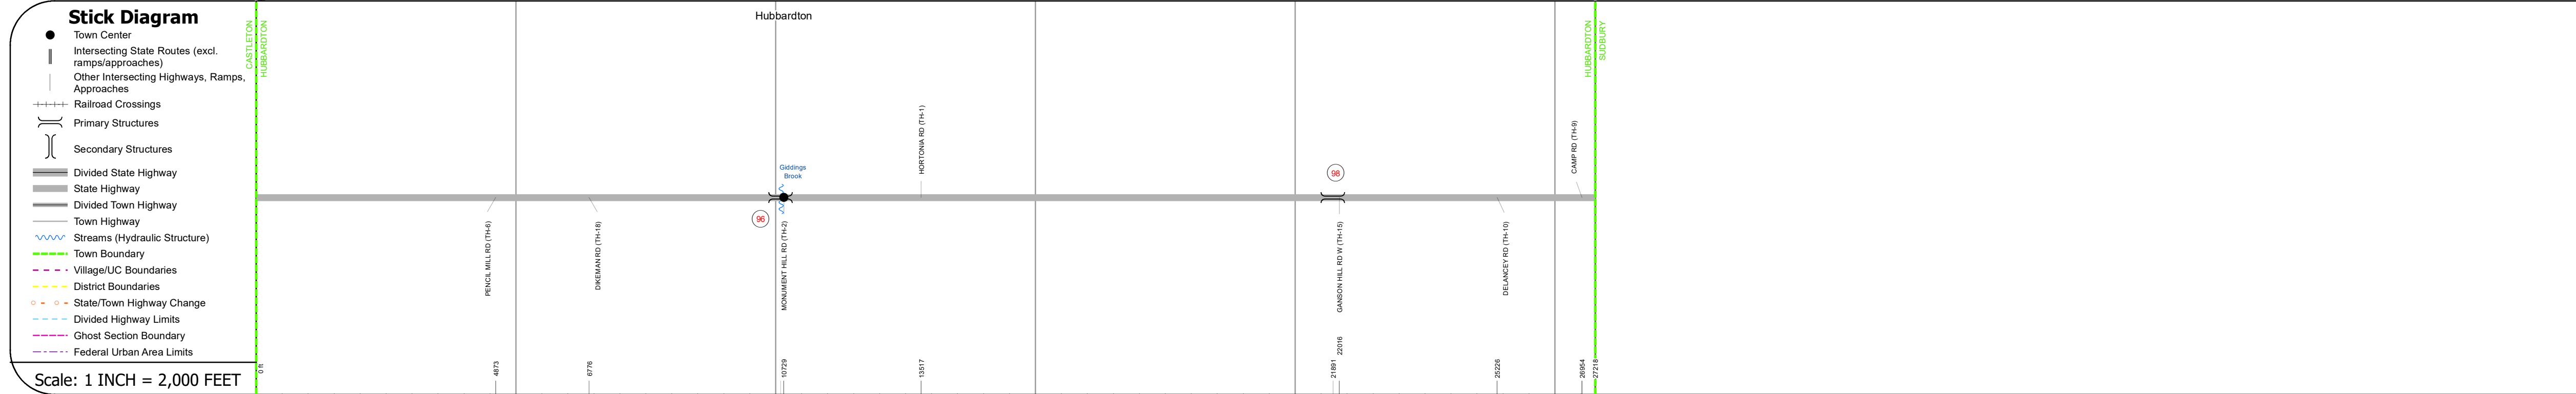 Stick Diagram
Town Center
Intersecting State Routes (excl.
ramps/approaches)
Other Intersecting Highways, Ramps,
Approaches
Railroad Crossings
Primary Structures
Secondary Structures
Divided State Highway
State Highway
Divided Town Highway
Town Highway
Streams (Hydraulic Structure)
Town Boundary
Village/UC Boundaries
District Boundaries
State/Town Highway Change
Divided Highway Limits
Ghost Section Boundary
Federal Urban Area Limits
Scale: 1 INCH = 2,000 FEET
CASTLETON
HUBBARDTON
Hubbardton
HUBBARDTON
SUDBURY
PENCIL MILL RD (TH-6)
DIKEMAN RD (TH-18)
Giddings
Brook
96
MONUMENT HILL RD (TH-2)
HORTONIA RD (TH-1)
98
GANSON HILL RD W (TH-15)
DELANCEY RD (TH-10)
CAMP RD (TH-9)
0 ft
4873
6776
10729
13517
21891
22016
25226
26954
27218